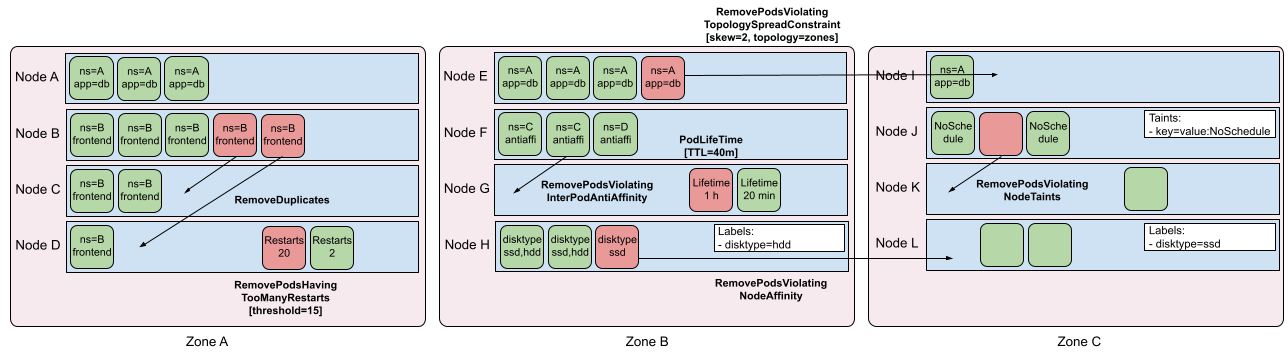 RemovePodsViolating
TopologySpreadConstraint
[skew=2, topology=zones]
Node A
ns=A
app=db
ns=A
app=db
ns=A
app=db
Node B
ns=B
frontend
ns=B
frontend
ns=B
frontend
ns=B
frontend
ns=B
frontend
Node C
ns=B
frontend
ns=B
frontend
RemoveDuplicates
Node D
ns=B
frontend
Restarts
20
Restarts
2
RemovePodsHaving
TooManyRestarts
[threshold=15]
Zone A
Node E
ns=A
app=db
ns=A
app=db
ns=A
app=db
ns=A
app=db
Node F
ns=C
antiaffi
ns=C
antiaffi
ns=D
antiaffi
PodLifeTime
[TTL=40m]
Node G
RemovePodsViolating
InterPodAntiAffinity
Lifetime
1 h
Lifetime
20 min
Node H
disktype
ssd,hdd
disktype
ssd,hdd
disktype
ssd
Labels:
- disktype=hdd
RemovePodsViolating
NodeAffinity
Zone B
Node I
ns=A
app=db
Node J
NoSche
dule
NoSche
dule
Taints:
- key=value:NoSchedule
Node K
RemovePodsViolating
NodeTaints
Node L
Labels:
- disktype=ssd
Zone C